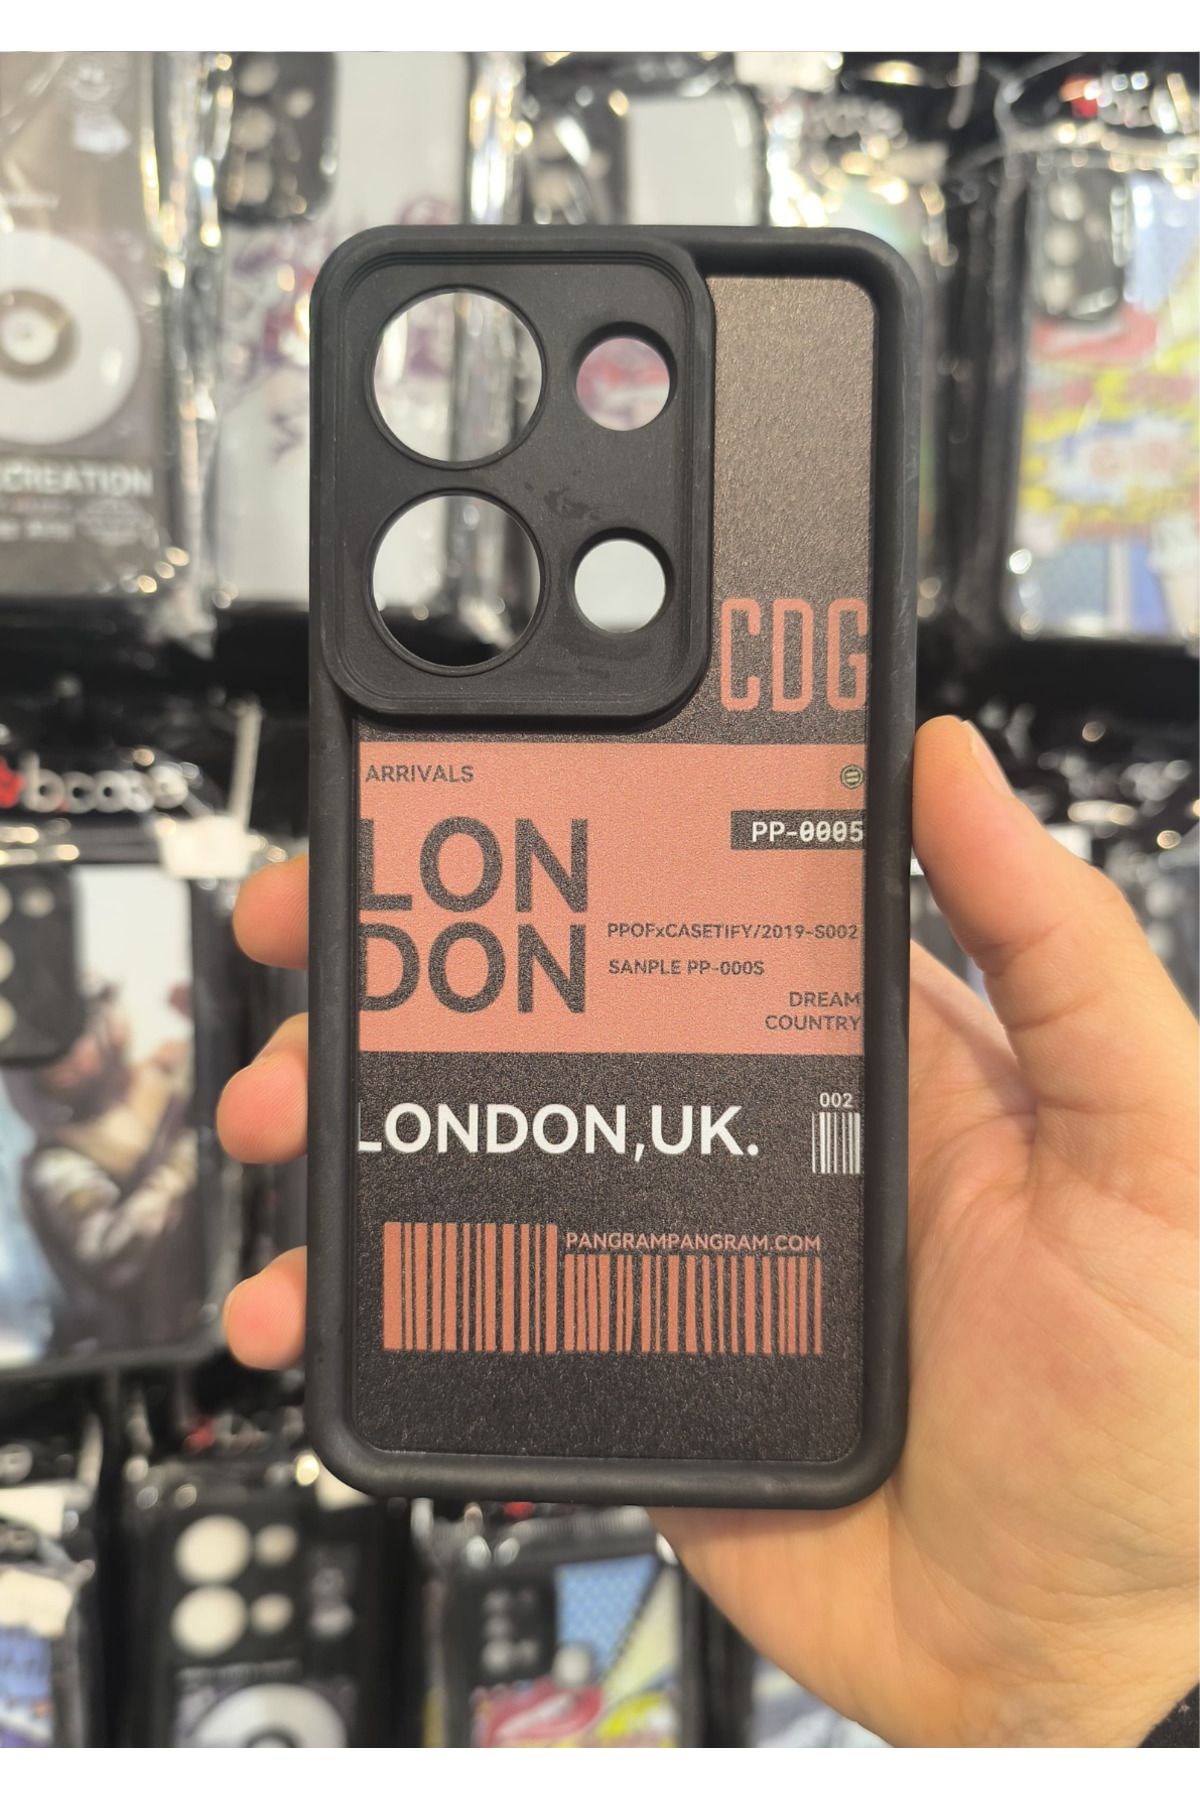 CDG
ARRIVALS
PP-0005
LON
DON
PPOFxCASETIFY/2019-S002
SANPLE PP-000S
DREAM
COUNTRY
LONDON,UK.
002
PANGRAMPANGRAM.COM
CREATION
b.case